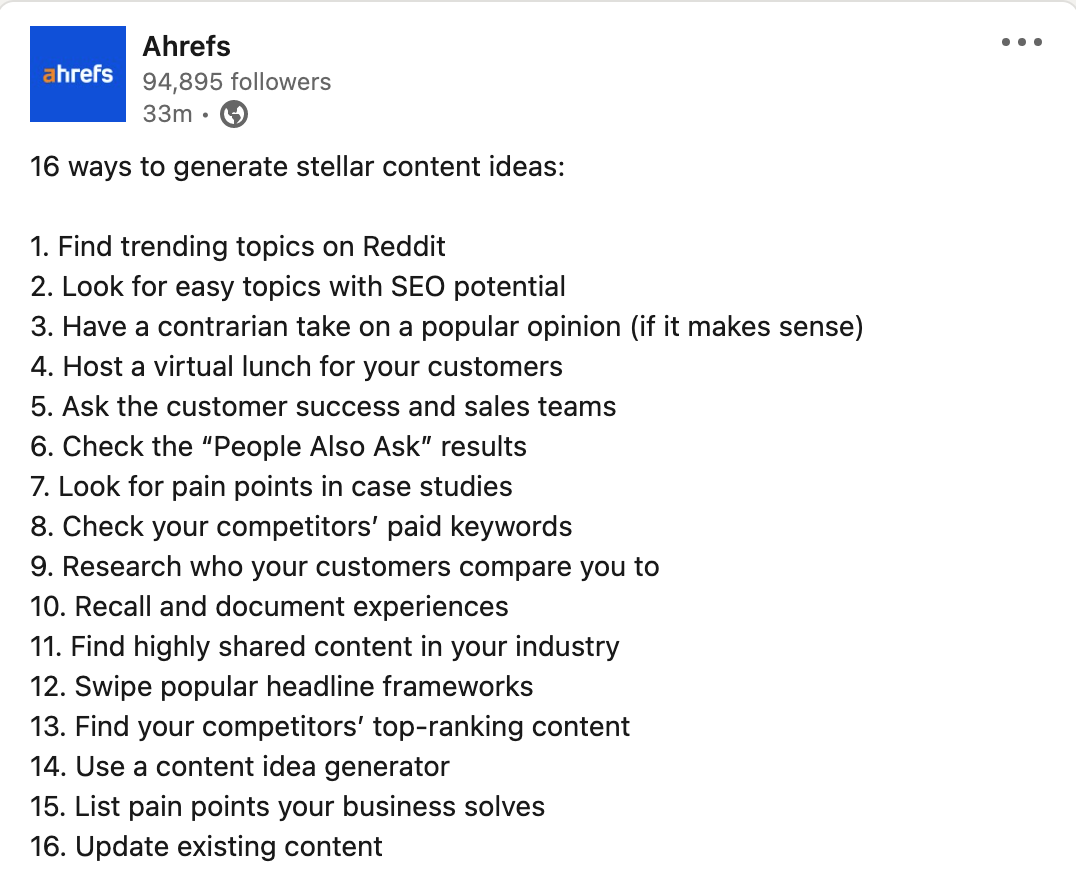 ahrefs
Ahrefs
94,895 followers
33m •
16 ways to generate stellar content ideas:
1. Find trending topics on Reddit
2. Look for easy topics with SEO potential
3. Have a contrarian take on a popular opinion (if it makes sense)
4. Host a virtual lunch for your customers
5. Ask the customer success and sales teams
6. Check the “People Also Ask” results
7. Look for pain points in case studies
8. Check your competitors’ paid keywords
9. Research who your customers compare you to
10. Recall and document experiences
11. Find highly shared content in your industry
12. Swipe popular headline frameworks
13. Find your competitors’ top-ranking content
14. Use a content idea generator
15. List pain points your business solves
16. Update existing content